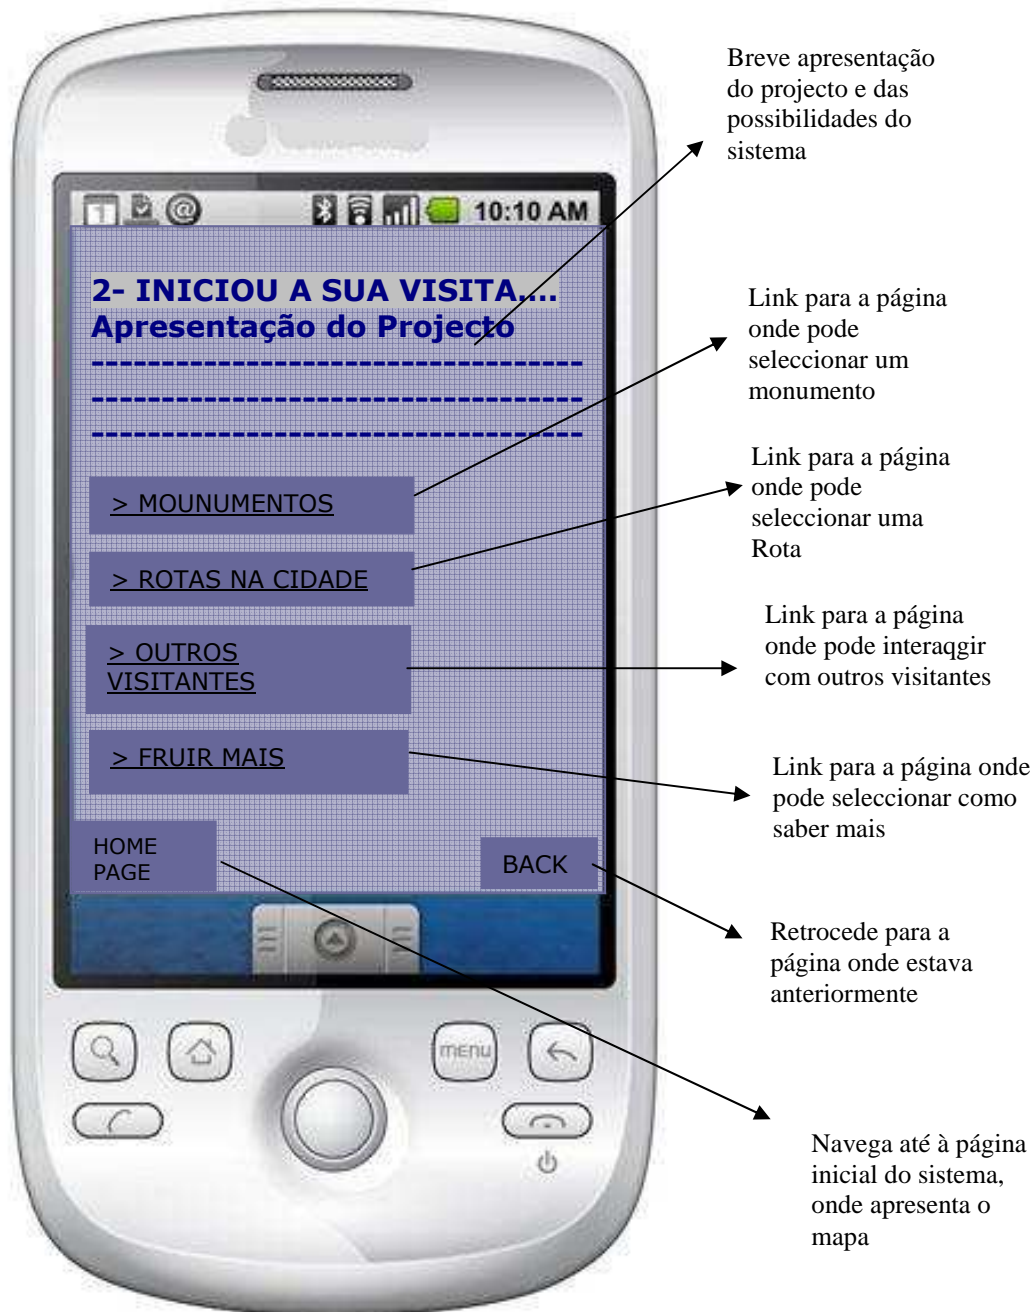 Breve apresentação
do projecto e das
possibilidades do
sistema
10:10 AM
2- INICIOU A SUA VISITA....
Apresentação do Projecto
----------------------------------
----------------------------------
----------------------------------
Link para a página
onde pode
seleccionar um
monumento
> MOUNUMENTOS
Link para a página
onde pode
seleccionar uma
Rota
> ROTAS NA CIDADE
Link para a página
onde pode interaqgir
com outros visitantes
> OUTROS
VISITANTES
> FRUIR MAIS
Link para a página onde
pode seleccionar como
saber mais
HOME
PAGE
BACK
Retrocede para a
página onde estava
anteriormente
menu
Navega até à página
inicial do sistema,
onde apresenta o
mapa